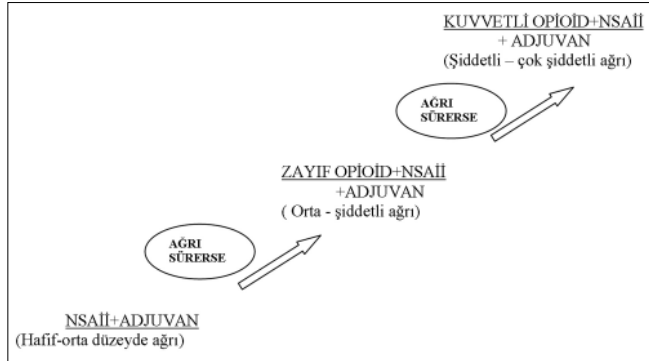 KUVVETLİ OPİOİD+NSAİİ
+ ADJUVAN
(Şiddetli – çok şiddetli ağrı)
AĞRI
SÜRERSE
ZAYIF OPİOİD+NSAİİ
+ADJUVAN
( Orta - şiddetli ağrı)
AĞRI
SÜRERSE
NSAİİ+ADJUVAN
(Hafif-orta düzeyde ağrı)